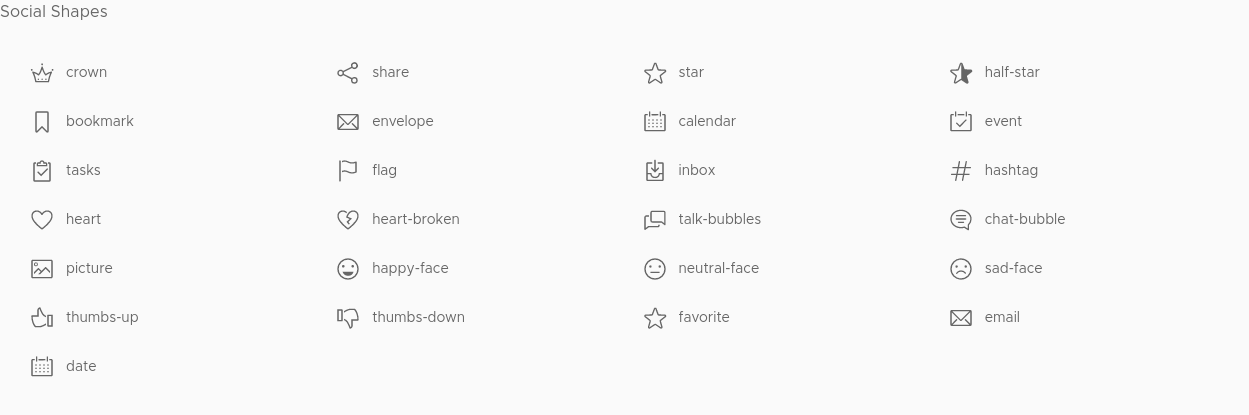 Social Shapes
crown share star half-star
bookmark envelope calendar event
tasks flag inbox hashtag
heart heart-broken talk-bubbles chat-bubble
picture happy-face neutral-face sad-face
thumbs-up thumbs-down favorite email
date